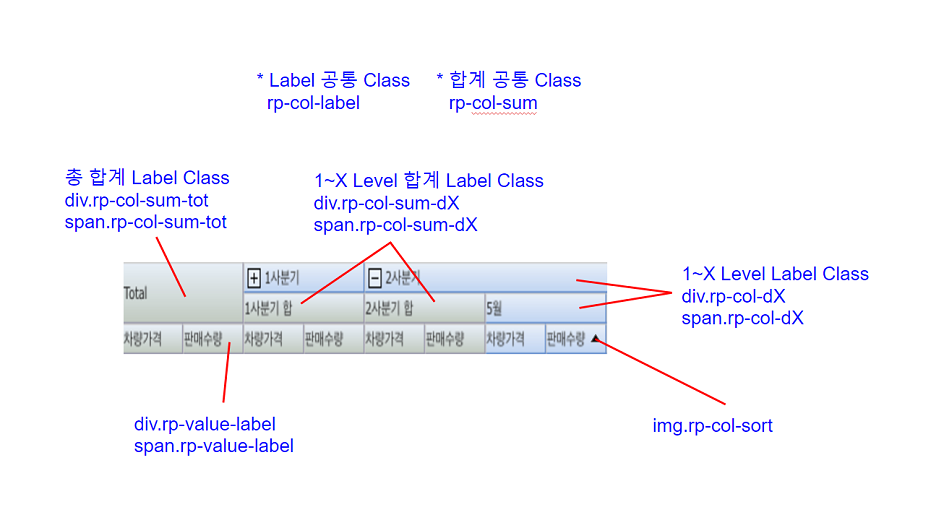 * Label 공통 Class
rp-col-label
* 합계 공통 Class
rp-col-sum
총 합계 Label Class
div.rp-col-sum-tot
span.rp-col-sum-tot
1~X Level 합계 Label Class
div.rp-col-sum-dX
span.rp-col-sum-dX
1~X Level Label Class
div.rp-col-dX
span.rp-col-dX
Total
1사분기
2사분기
1사분기 합
2사분기 합
5월
차량가격 판매수량 차량가격 판매수량 차량가격 판매수량 차량가격 판매수량
div.rp-value-label
span.rp-value-label
img.rp-col-sort